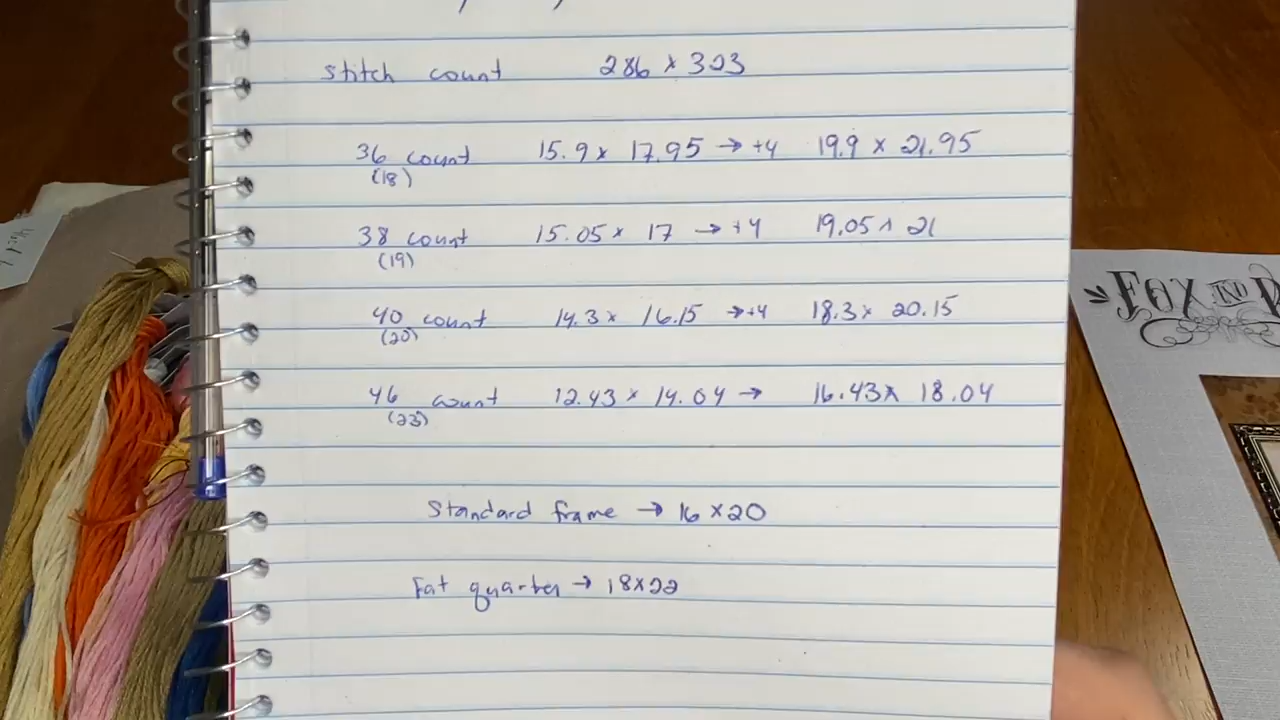 stitch count 286 x 323
36 count 15.9 x 17.95 → +4 19.9 x 21.95
(18)
38 count 15.05 x 17 → +4 19.05 x 21
(19)
40 count 14.3 x 16.15 → +4 18.3 x 20.15
(20)
46 count 12.43 x 14.04 → 16.43 x 18.04
(23)
Standard frame → 16 x 20
Fat quarter → 18 x 22
FOX AND